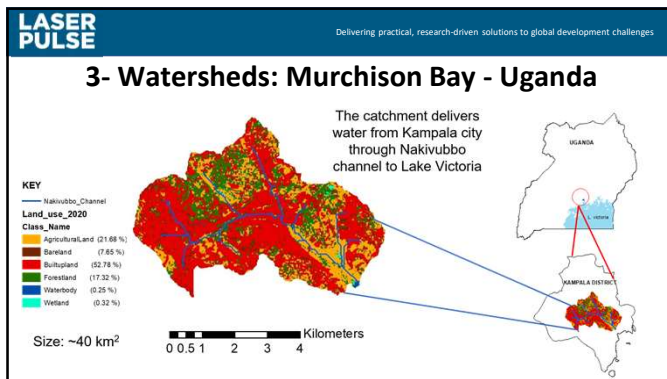 LASER
PULSE
Delivering practical, research-driven solutions to global development challenges
3- Watersheds: Murchison Bay - Uganda
The catchment delivers
water from Kampala city
through Nakivubbo
channel to Lake Victoria
KEY
Nakivubbo_Channel
Land_use_2020
Class_Name
AgriculturalLand (21.68 %)
Bareland (7.65 %)
Builtupland (52.78 %)
Forestland (17.32 %)
Waterbody (0.25 %)
Wetland (0.32 %)
Size: ~40 km²
Kilometers
0 0.5 1 2 3 4
UGANDA
L. victoria
KAMPALA DISTRICT